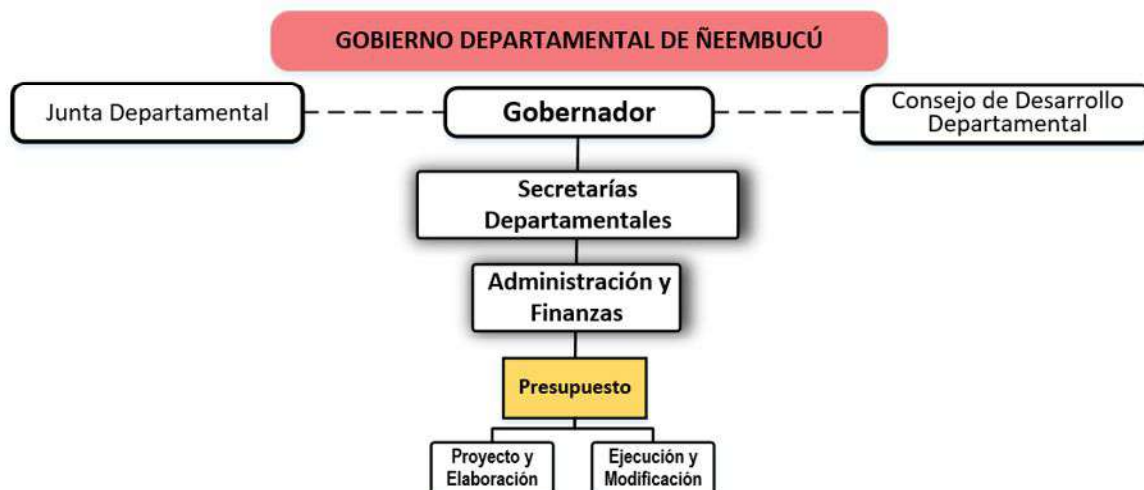 GOBIERNO DEPARTAMENTAL DE ÑEEMBUCÚ
Junta Departamental
Gobernador
Consejo de Desarrollo
Departamental
Secretarías
Departamentales
Administración y
Finanzas
Presupuesto
Proyecto y
Elaboración
Ejecución y
Modificación